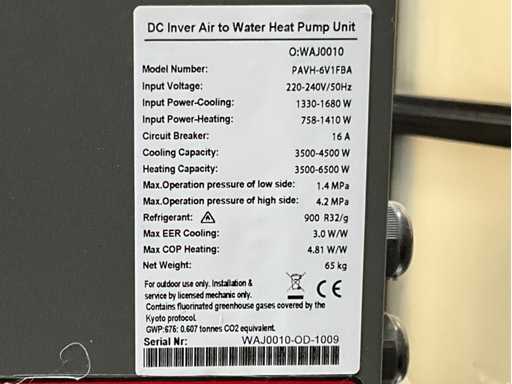 DC Inver Air to Water Heat Pump Unit
O:WAJ0010
Model Number: PAVH-6V1FBA
Input Voltage: 220-240V/50Hz
Input Power-Cooling: 1330-1680 W
Input Power-Heating: 758-1410 W
Circuit Breaker: 16 A
Cooling Capacity: 3500-4500 W
Heating Capacity: 3500-6500 W
Max.Operation pressure of low side: 1.4 MPa
Max.Operation pressure of high side: 4.2 MPa
Refrigerant: 900 R32/g
Max EER Cooling: 3.0 W/W
Max COP Heating: 4.81 W/W
Net Weight: 65 kg
For outdoor use only. Installation &
service by licensed mechanic only.
CE
Contains fluorinated greenhouse gases covered by the
Kyoto protocol.
GWP:676: 0.607 tonnes CO2 equivalent.
Serial Nr: WAJ0010-OD-1009